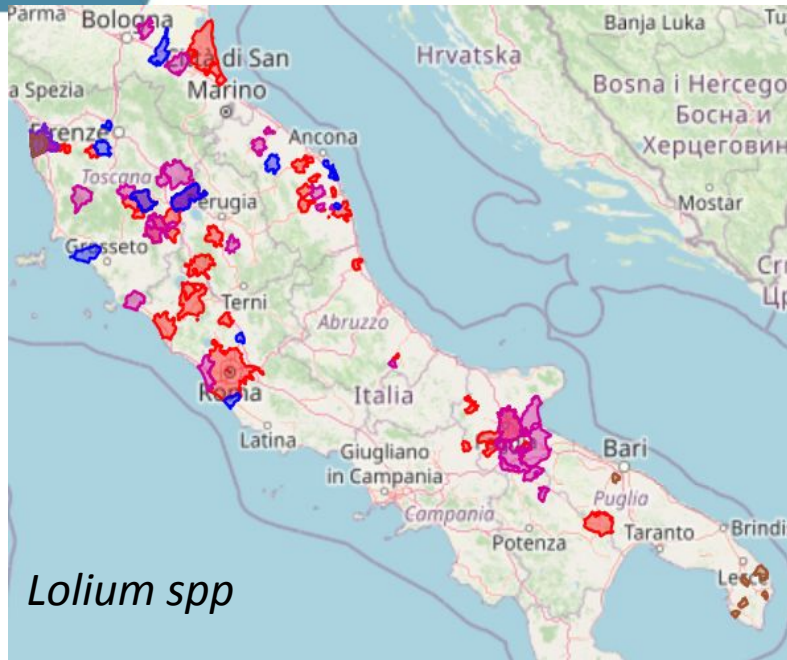 Parma
Bologna
Banja Luka
Città di San
Marino
Hrvatska
Bosna i Hercego
Босна и
Херцеговин
a Spezia
Firenze
Ancona
Toscana
Perugia
Mostar
Grosseto
Terni
Abruzzo
Roma
Italia
Latina
Giugliano
in Campania
Bari
Campania
Puglia
Potenza
Taranto
Brindi
Lecce
Lolium spp